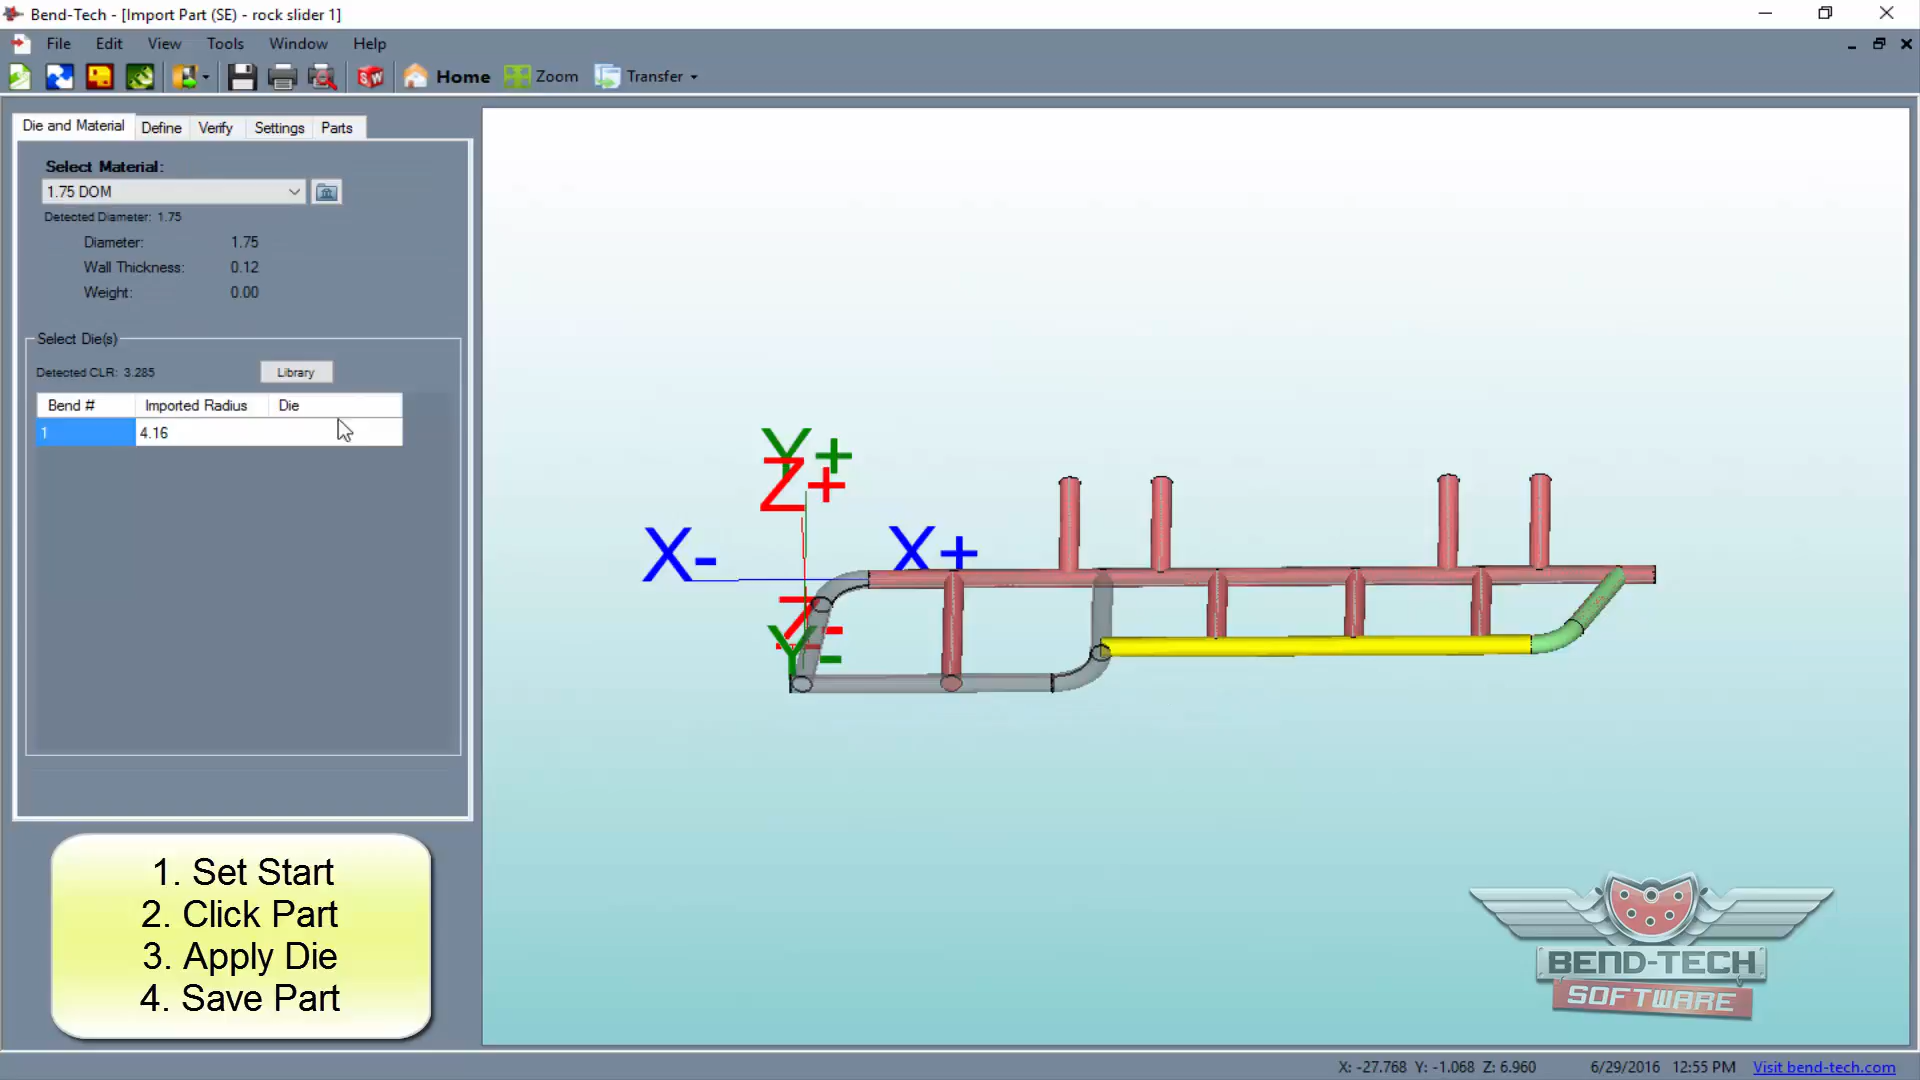 Bend-Tech - [Import Part (SE) - rock slider 1]
File Edit View Tools Window Help
Home Zoom Transfer
Die and Material Define Verify Settings Parts
Select Material:
1.75 DOM
Detected Diameter: 1.75
Diameter: 1.75
Wall Thickness: 0.12
Weight: 0.00
Select Die(s)
Detected CLR: 3.285 Library
Bend # Imported Radius Die
1 4.16
Y+
Z+
X- X+
Z-
Y-
1. Set Start
2. Click Part
3. Apply Die
4. Save Part
BEND-TECH
SOFTWARE
X: -27.768 Y: -1.068 Z: 6.960 6/29/2016 12:55 PM Visit bend-tech.com